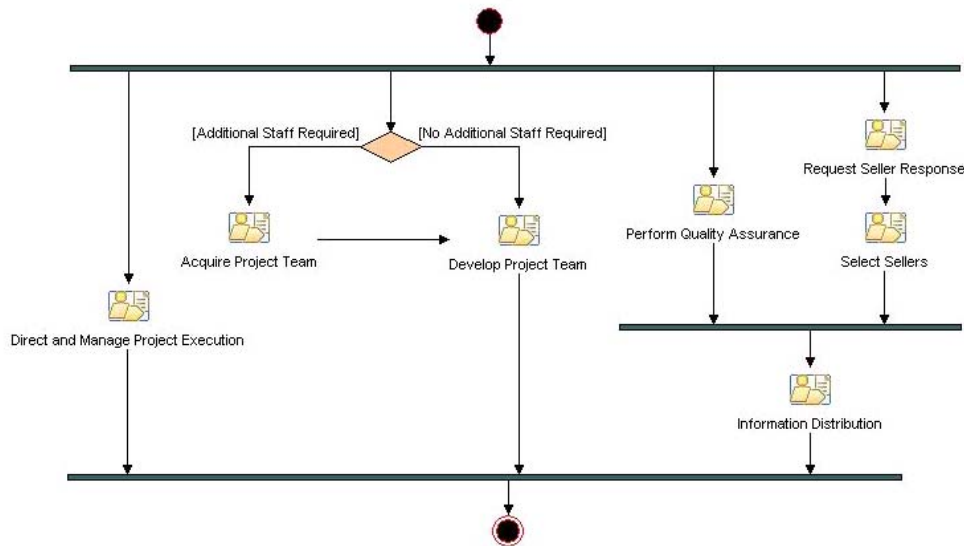 [Additional Staff Required]
[No Additional Staff Required]
Request Seller Response
Acquire Project Team
Develop Project Team
Perform Quality Assurance
Select Sellers
Direct and Manage Project Execution
Information Distribution